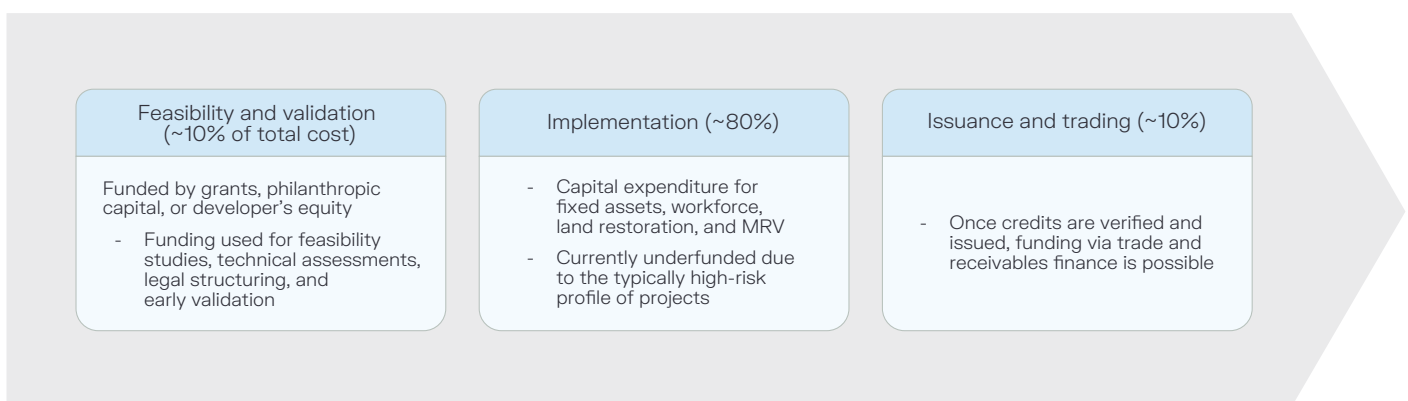 Feasibility and validation
(~10% of total cost)
Funded by grants, philanthropic
capital, or developer’s equity
- Funding used for feasibility
studies, technical assessments,
legal structuring, and
early validation
Implementation (~80%)
- Capital expenditure for
fixed assets, workforce,
land restoration, and MRV
- Currently underfunded due
to the typically high-risk
profile of projects
Issuance and trading (~10%)
- Once credits are verified and
issued, funding via trade and
receivables finance is possible